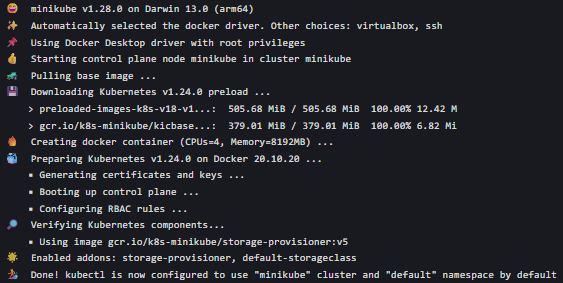 😄 minikube v1.28.0 on Darwin 13.0 (arm64)
✨ Automatically selected the docker driver. Other choices: virtualbox, ssh
📌 Using Docker Desktop driver with root privileges
👍 Starting control plane node minikube in cluster minikube
🚜 Pulling base image ...
💾 Downloading Kubernetes v1.24.0 preload ...
> preloaded-images-k8s-v18-v1...: 505.68 MiB / 505.68 MiB 100.00% 12.42 M
> gcr.io/k8s-minikube/kicbase...: 379.01 MiB / 379.01 MiB 100.00% 6.82 Mi
🔥 Creating docker container (CPUs=4, Memory=8192MB) ...
🐳 Preparing Kubernetes v1.24.0 on Docker 20.10.20 ...
▪ Generating certificates and keys ...
▪ Booting up control plane ...
▪ Configuring RBAC rules ...
🔎 Verifying Kubernetes components...
▪ Using image gcr.io/k8s-minikube/storage-provisioner:v5
🌟 Enabled addons: storage-provisioner, default-storageclass
🏄 Done! kubectl is now configured to use "minikube" cluster and "default" namespace by default